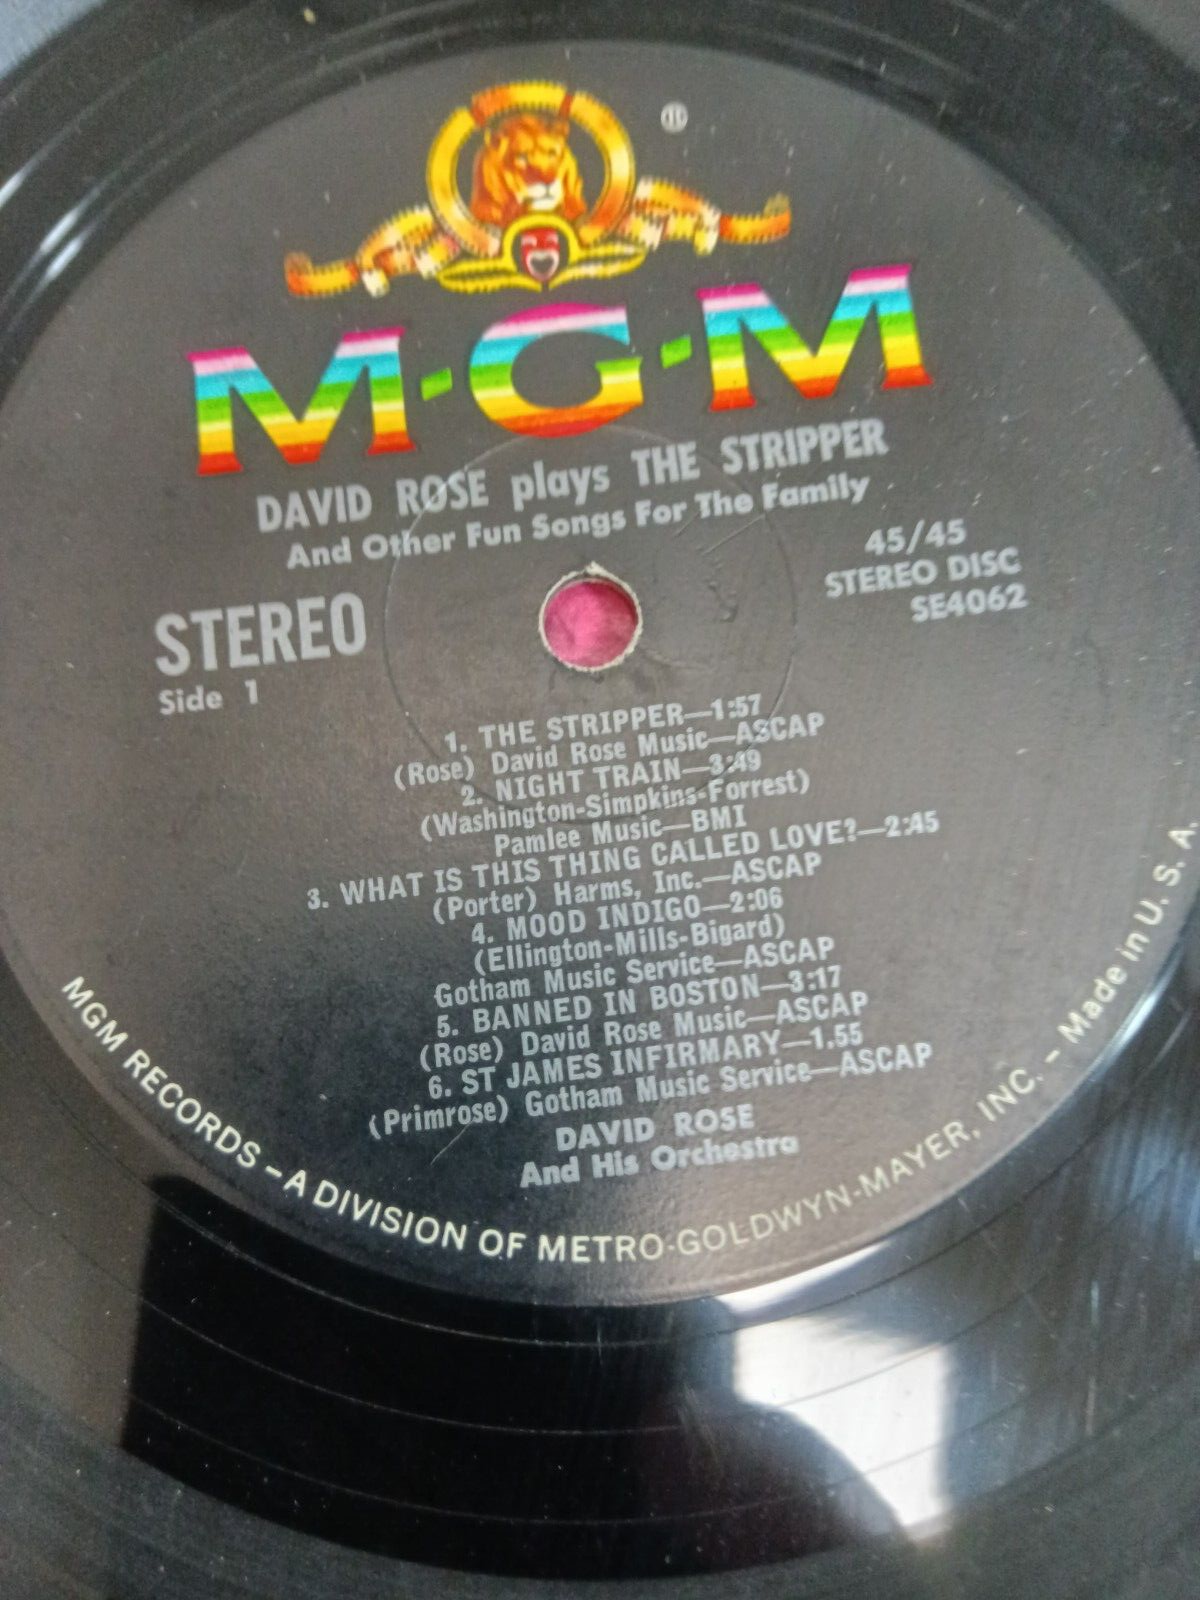 M-G-M
DAVID ROSE plays THE STRIPPER
And Other Fun Songs For The Family
45/45
STEREO DISC
SE4062
STEREO
Side 1
1. THE STRIPPER—1:57
(Rose) David Rose Music—ASCAP
2. NIGHT TRAIN—3:49
(Washington-Simpkins-Forrest)
Pamlee Music—BMI
3. WHAT IS THIS THING CALLED LOVE?—2:45
(Porter) Harms, Inc.—ASCAP
4. MOOD INDIGO—2:06
(Ellington-Mills-Bigard)
Gotham Music Service—ASCAP
5. BANNED IN BOSTON—3:17
(Rose) David Rose Music—ASCAP
6. ST JAMES INFIRMARY—1.55
(Primrose) Gotham Music Service—ASCAP
DAVID ROSE
And His Orchestra
MGM RECORDS – A DIVISION OF METRO-GOLDWYN-MAYER, INC. – Made in U. S. A.